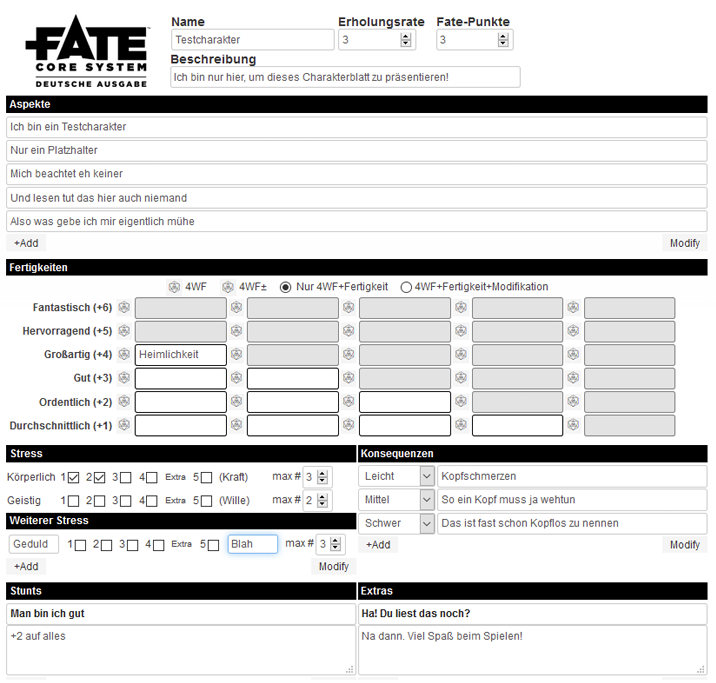 FATE
CORE SYSTEM
DEUTSCHE AUSGABE
Name Erholungsrate Fate-Punkte
Testcharakter 3 3
Beschreibung
Ich bin nur hier, um dieses Charakterblatt zu präsentieren!
Aspekte
Ich bin ein Testcharakter
Nur ein Platzhalter
Mich beachtet eh keiner
Und lesen tut das hier auch niemand
Also was gebe ich mir eigentlich mühe
+Add Modify
Fertigkeiten
4WF 4WF± Nur 4WF+Fertigkeit 4WF+Fertigkeit+Modifikation
Fantastisch (+6)
Hervorragend (+5)
Großartig (+4) Heimlichkeit
Gut (+3)
Ordentlich (+2)
Durchschnittlich (+1)
Stress
Körperlich 1 2 3 4 Extra 5 (Kraft) max # 3
Geistig 1 2 3 4 Extra 5 (Wille) max # 2
Weiterer Stress
Geduld 1 2 3 4 Extra 5 Blah max # 3
+Add Modify
Konsequenzen
Leicht Kopfschmerzen
Mittel So ein Kopf muss ja wehtun
Schwer Das ist fast schon Kopflos zu nennen
+Add Modify
Stunts
Man bin ich gut
+2 auf alles
Extras
Ha! Du liest das noch?
Na dann. Viel Spaß beim Spielen!